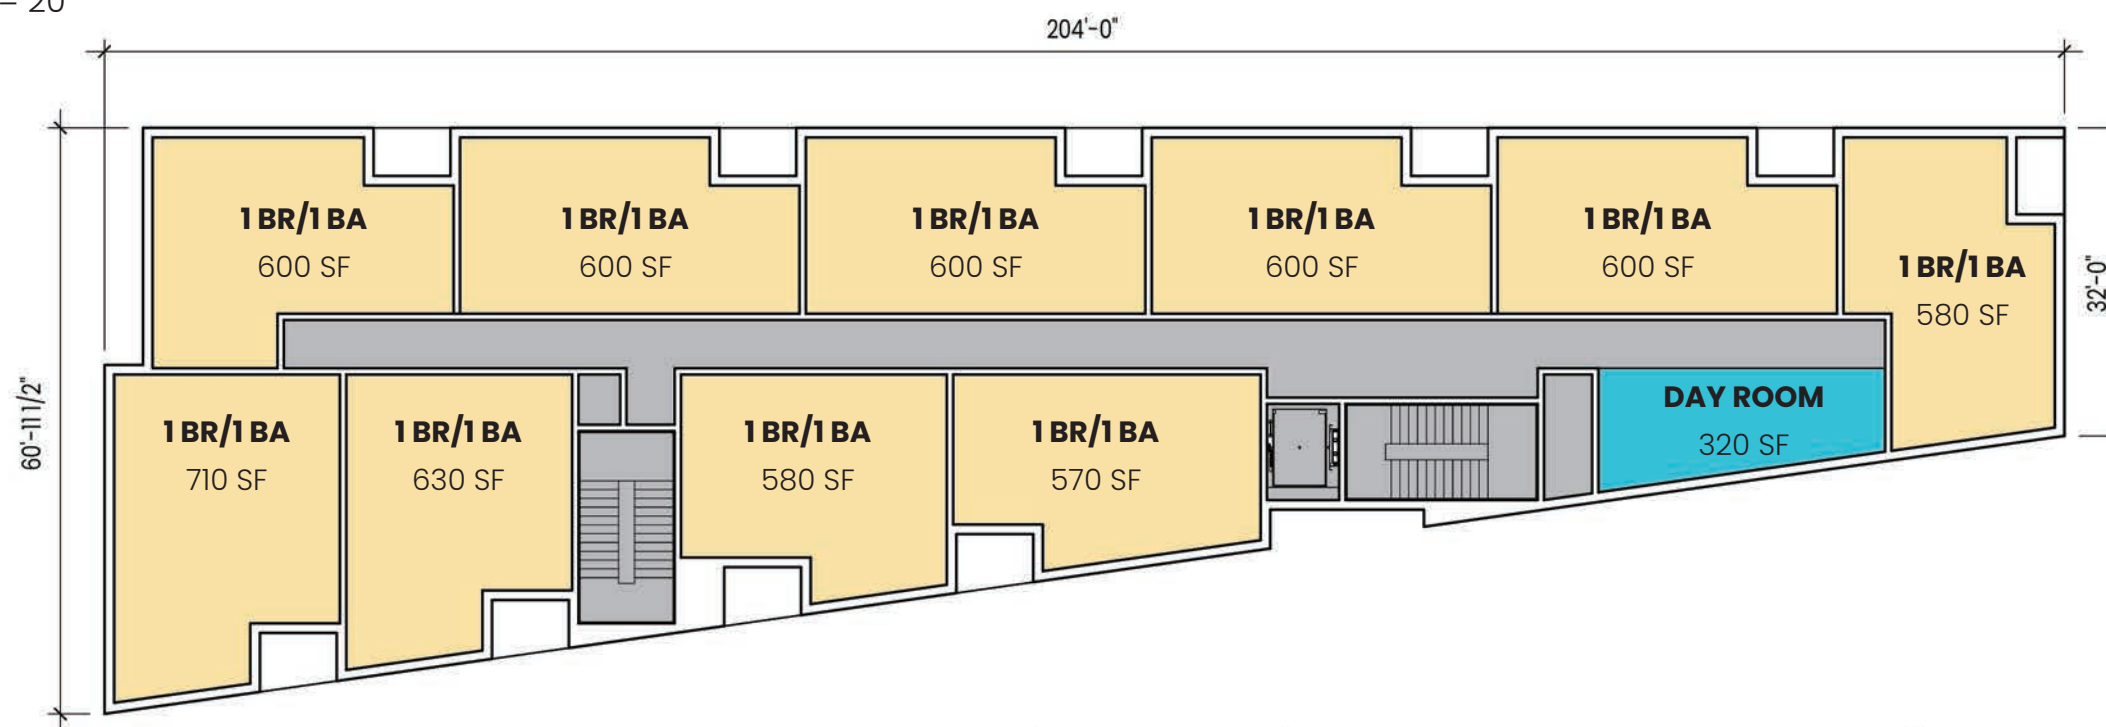 = 20
204'-0"
1 BR/1 BA
600 SF
1 BR/1 BA
600 SF
1 BR/1 BA
600 SF
1 BR/1 BA
600 SF
1 BR/1 BA
600 SF
1 BR/1 BA
580 SF
32'-0"
60'-11 1/2"
1 BR/1 BA
710 SF
1 BR/1 BA
630 SF
1 BR/1 BA
580 SF
1 BR/1 BA
570 SF
DAY ROOM
320 SF